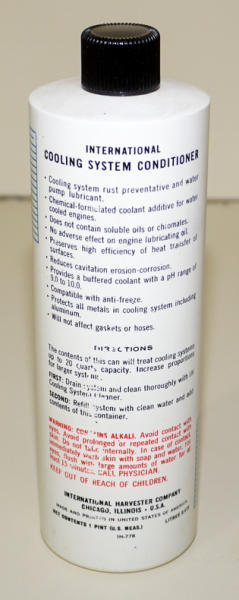 INTERNATIONAL
COOLING SYSTEM CONDITIONER
· Cooling system rust preventative and water
pump lubricant.
· Chemical-formulated coolant additive for water
cooled engines.
· Does not contain soluble oils or chromates.
· No adverse effect on engine lubricating oil.
· Preserves high efficiency of heat transfer of
surfaces.
· Reduces cavitation erosion-corrosion.
· Provides a buffered coolant with a pH range of
9.0 to 10.0.
· Compatible with anti-freeze.
· Protects all metals in cooling system including
aluminum.
· Will not affect gaskets or hoses.
DIRECTIONS
The contents of this can will treat cooling systems
up to 20 quarts capacity. Increase proportions
for larger systems.
FIRST: Drain system and clean thoroughly with
Cooling System Cleaner.
SECOND: Refill system with clean water and add
contents of this container.
WARNING: CONTAINS ALKALI. Avoid contact with
eyes. Avoid prolonged or repeated contact with
skin. Do not take internally. In case of contact
immediately wash skin with soap and water; for
eyes, flush with large amounts of water for at
least 15 minutes. CALL PHYSICIAN.
KEEP OUT OF REACH OF CHILDREN.
INTERNATIONAL HARVESTER COMPANY
CHICAGO, ILLINOIS - U.S.A.
MADE AND PRINTED IN UNITED STATES OF AMERICA
NET CONTENTS 1 PINT (U.S. MEAS.) LITRES
IH-778